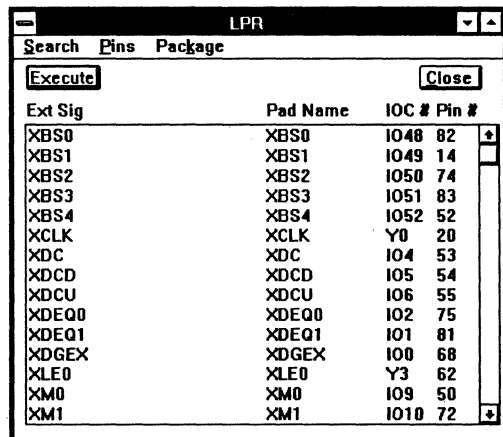 LPR
Search Pins Package
Execute Close
Ext Sig Pad Name IOC # Pin #
XBS0 XBS0 IO48 82
XBS1 XBS1 IO49 14
XBS2 XBS2 IO50 74
XBS3 XBS3 IO51 83
XBS4 XBS4 IO52 52
XCLK XCLK Y0 20
XDC XDC IO4 53
XDCD XDCD IO5 54
XDCU XDCU IO6 55
XDEQ0 XDEQ0 IO2 75
XDEQ1 XDEQ1 IO1 81
XDGEX XDGEX IO0 68
XLE0 XLE0 Y3 62
XM0 XM0 IO9 50
XM1 XM1 IO10 72